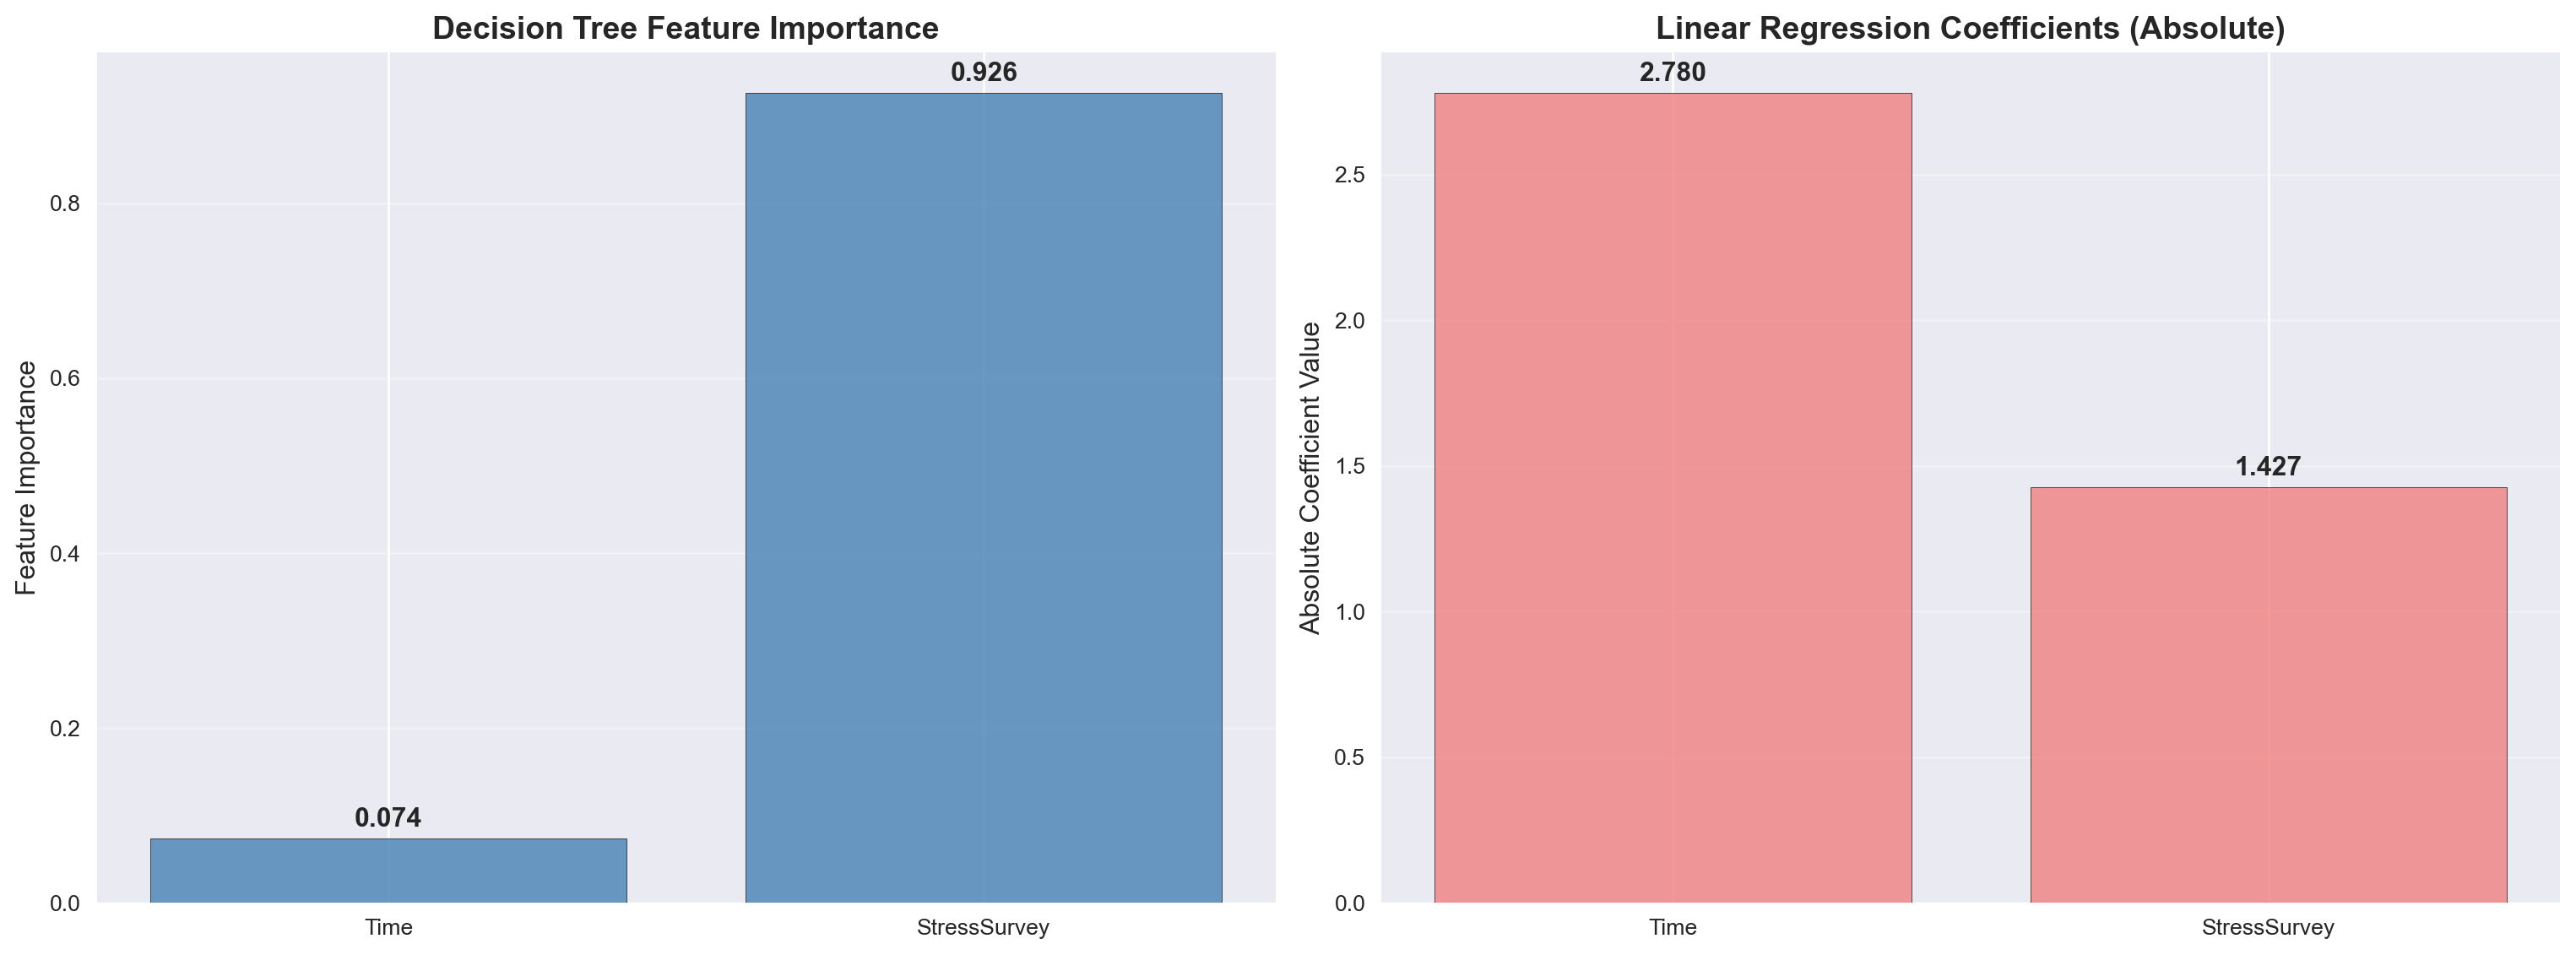 Decision Tree Feature Importance
Feature Importance
0.8
0.6
0.4
0.2
0.0
0.074
0.926
Time
StressSurvey
Linear Regression Coefficients (Absolute)
Absolute Coefficient Value
2.5
2.0
1.5
1.0
0.5
0.0
2.780
1.427
Time
StressSurvey